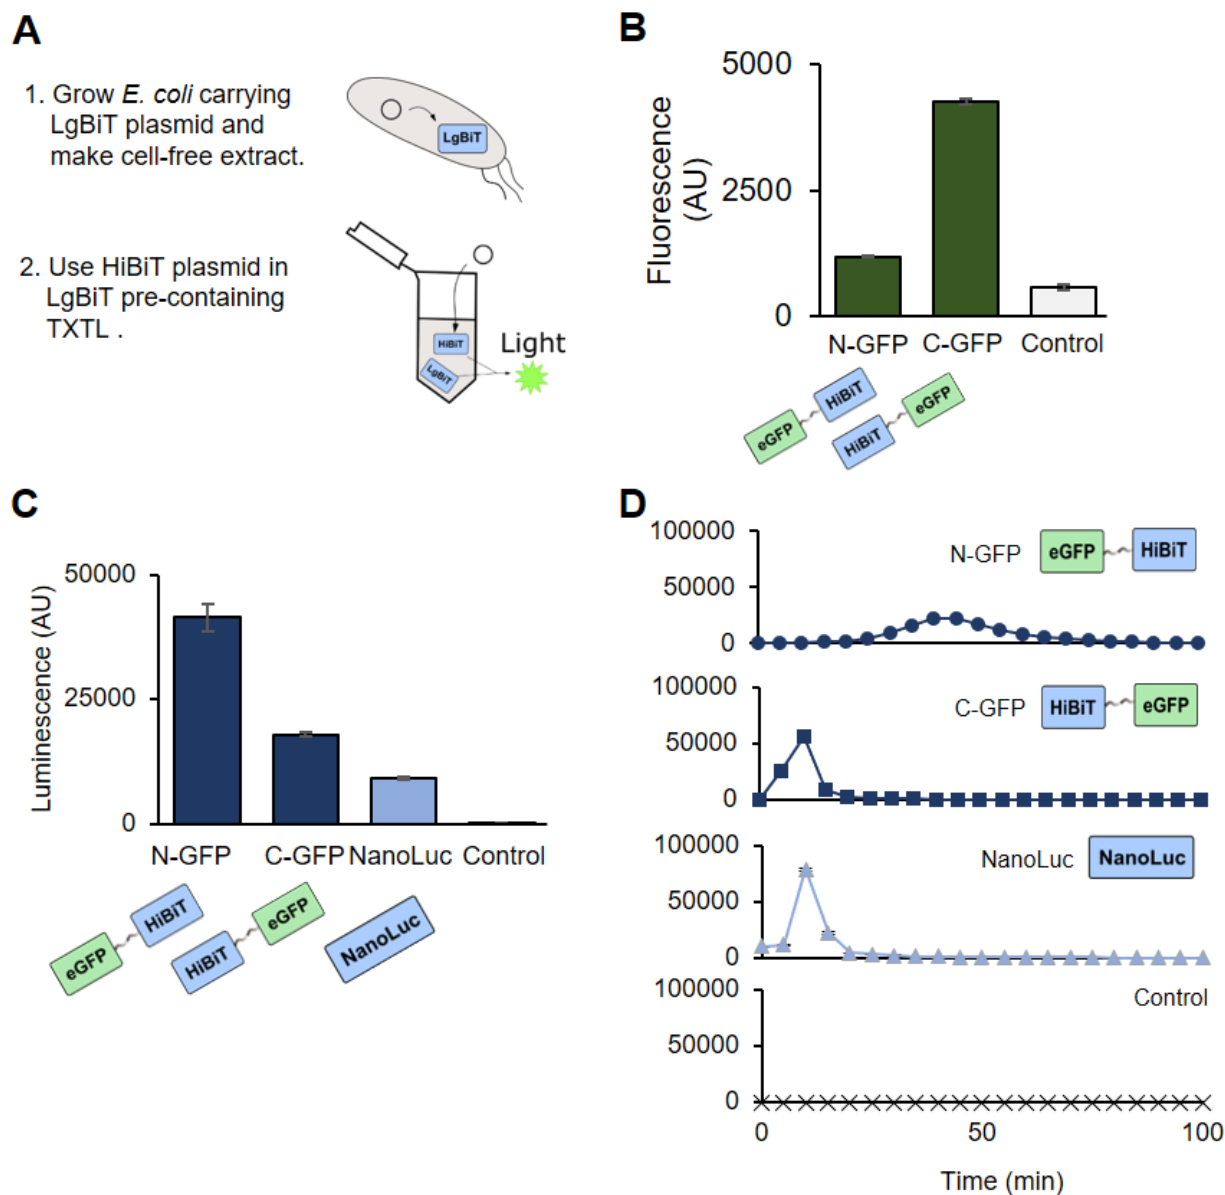 A
1. Grow E. coli carrying
LgBiT plasmid and
make cell-free extract.
LgBiT
2. Use HiBiT plasmid in
LgBiT pre-containing
TXTL .
HiBiT
LgBiT
Light
B
Fluorescence
(AU)
5000
2500
0
N-GFP C-GFP Control
eGFP HiBiT
HiBiT eGFP
C
Luminescence (AU)
50000
25000
0
N-GFP C-GFP NanoLuc Control
eGFP HiBiT
HiBiT eGFP
NanoLuc
D
100000
50000
0
N-GFP eGFP HiBiT
100000
50000
0
C-GFP HiBiT eGFP
100000
50000
0
NanoLuc NanoLuc
100000
50000
0
Control
0 50 100
Time (min)